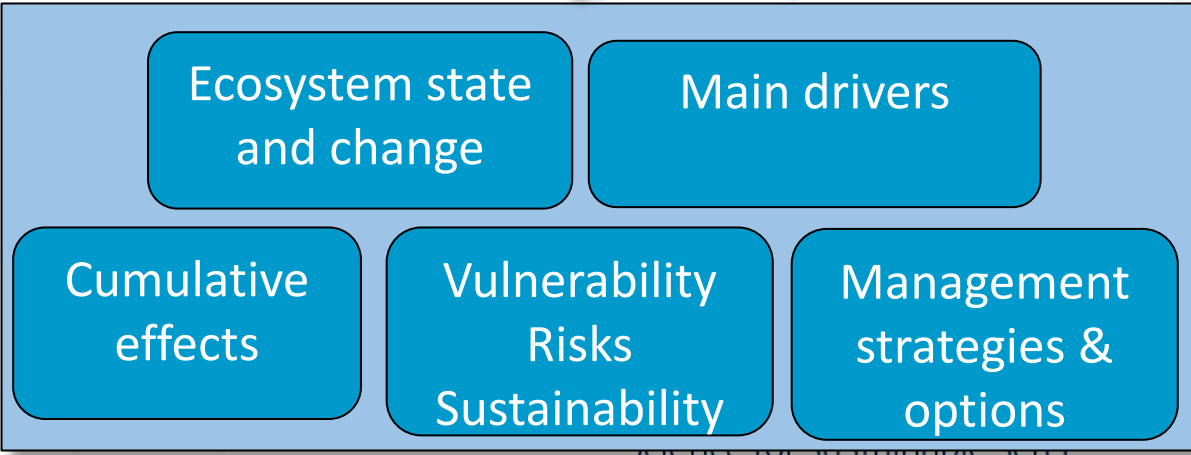 Ecosystem state
and change
Main drivers
Cumulative
effects
Vulnerability
Risks
Sustainability
Management
strategies &
options